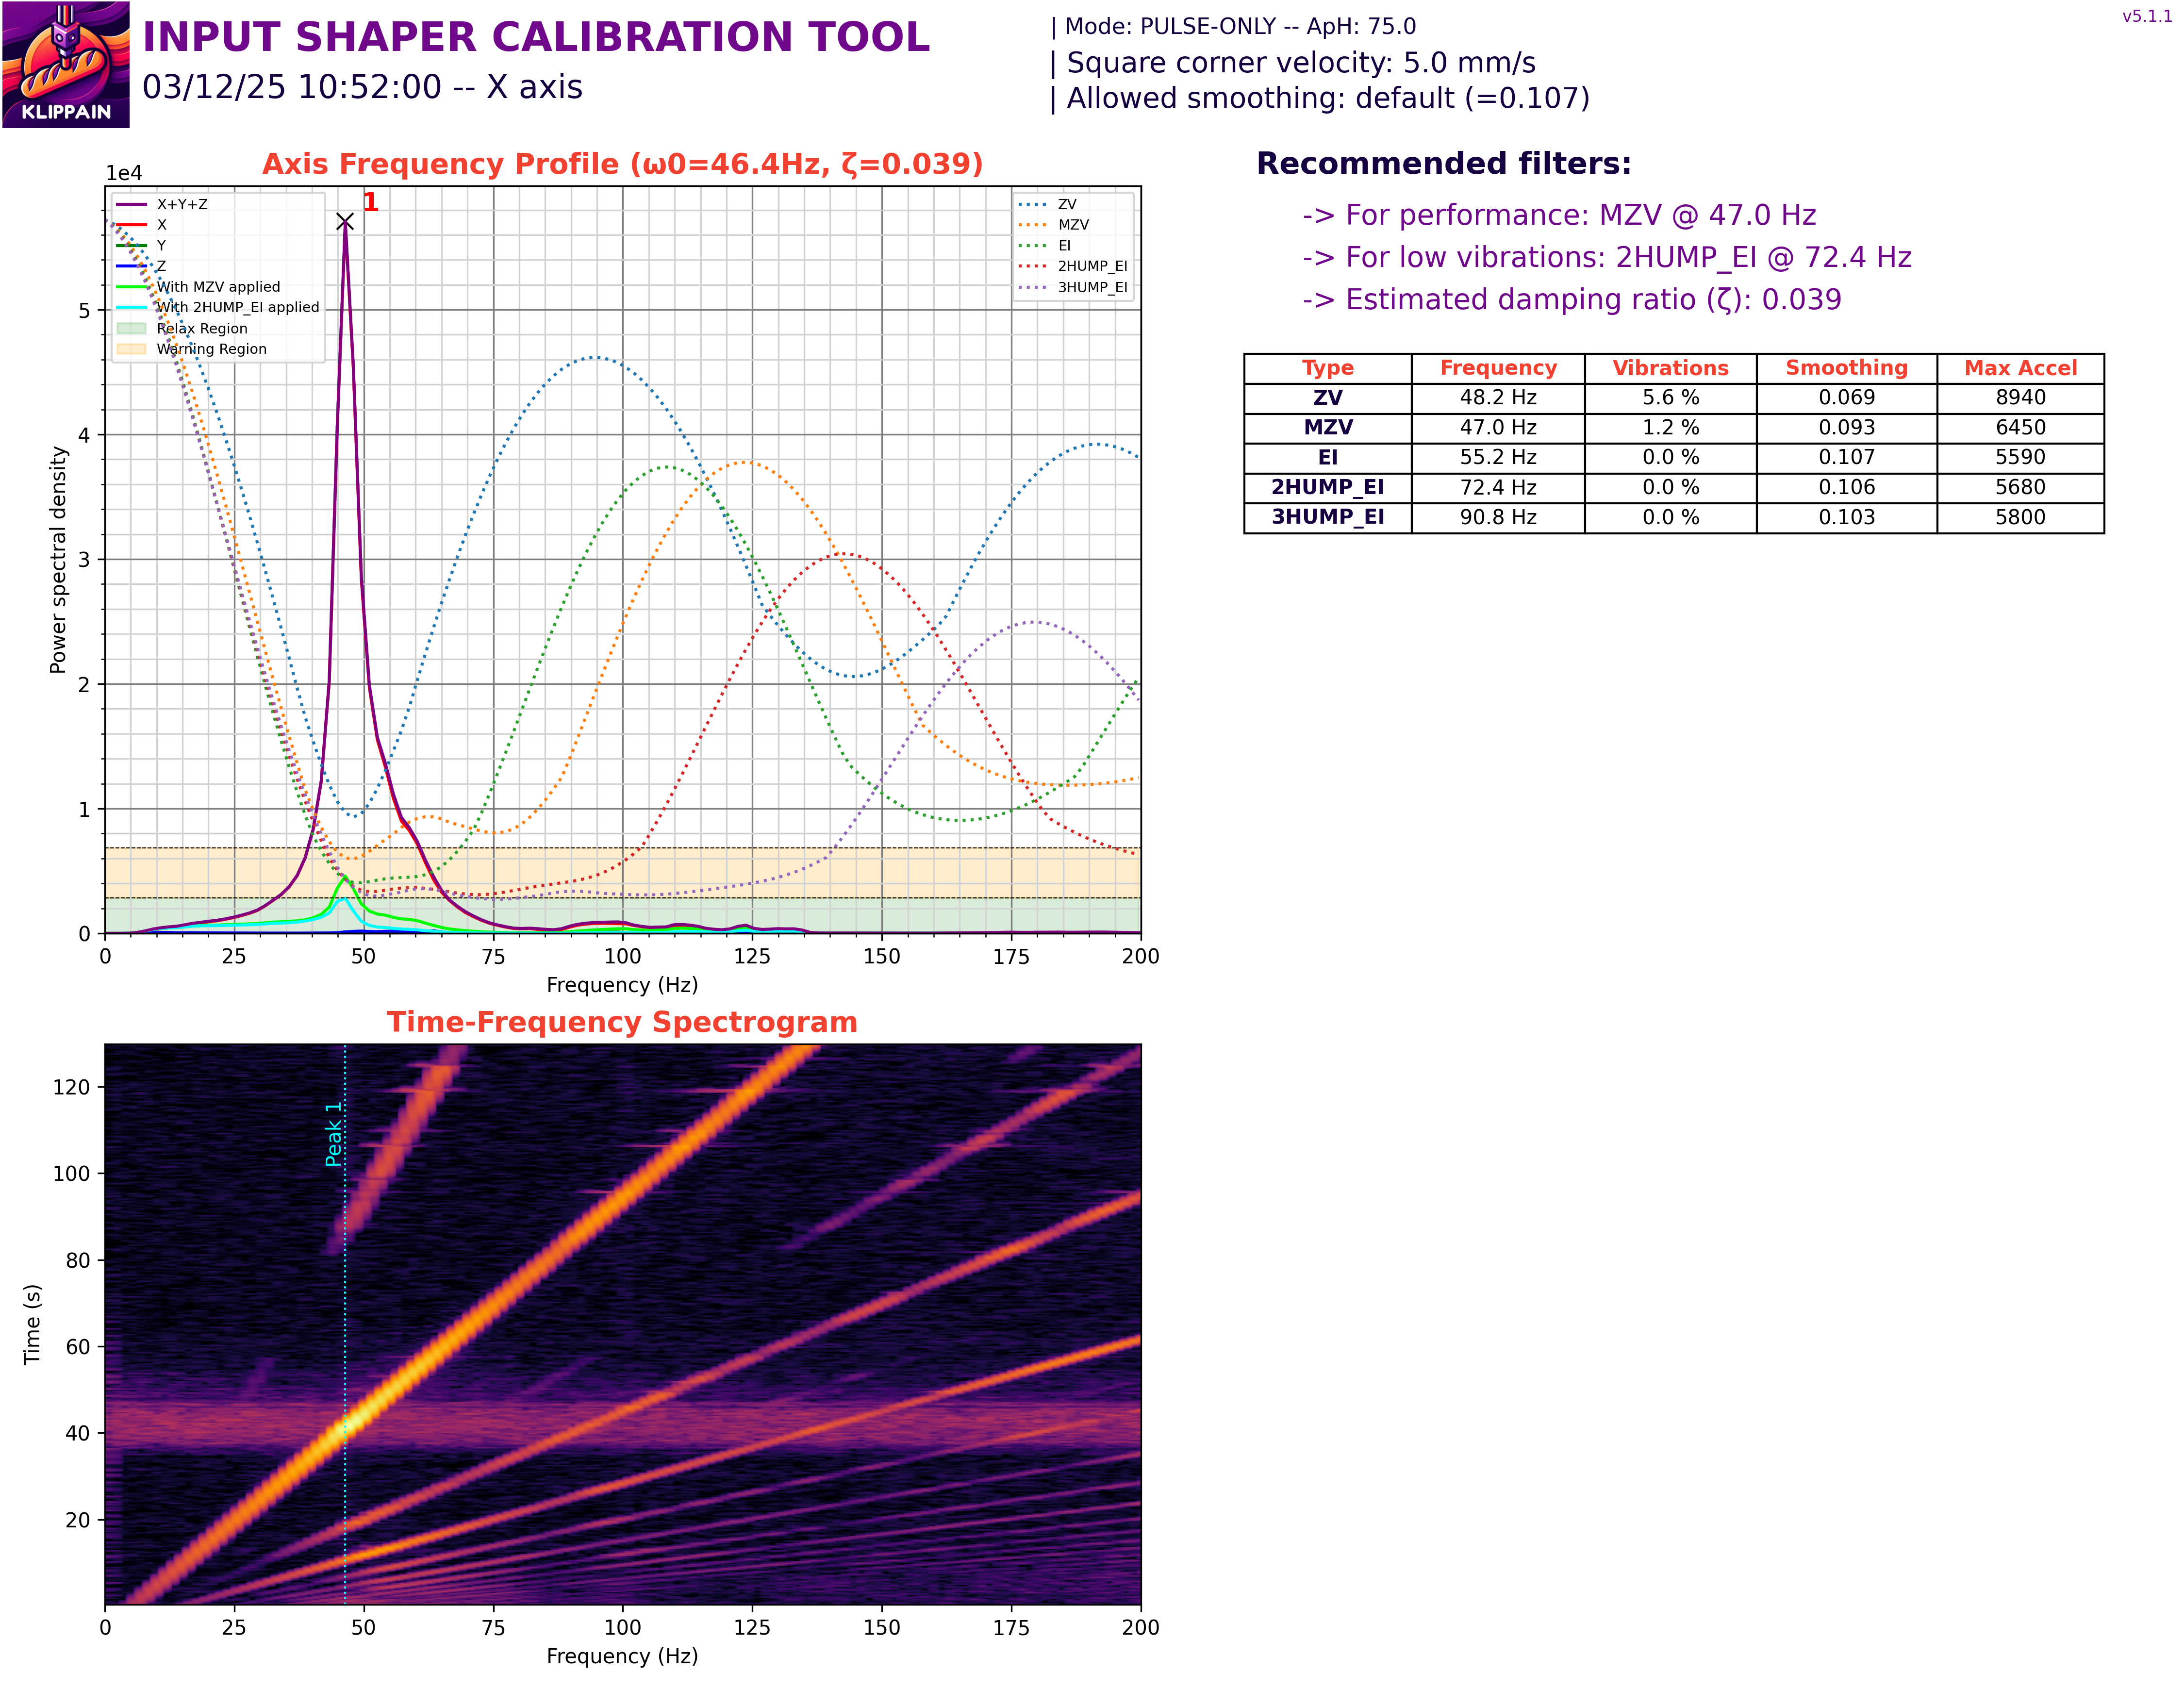 KLIPPAIN
INPUT SHAPER CALIBRATION TOOL
03/12/25 10:52:00 -- X axis
| Mode: PULSE-ONLY -- ApH: 75.0
| Square corner velocity: 5.0 mm/s
| Allowed smoothing: default (=0.107)
v5.1.1
Axis Frequency Profile (ω0=46.4Hz, ζ=0.039)
1e4
1
X+Y+Z
X
Y
Z
With MZV applied
With 2HUMP_EI applied
Relax Region
Warning Region
ZV
MZV
EI
2HUMP_EI
3HUMP_EI
Power spectral density
5
4
3
2
1
0
0 25 50 75 100 125 150 175 200
Frequency (Hz)
Recommended filters:
-> For performance: MZV @ 47.0 Hz
-> For low vibrations: 2HUMP_EI @ 72.4 Hz
-> Estimated damping ratio (ζ): 0.039
Type Frequency Vibrations Smoothing Max Accel
ZV 48.2 Hz 5.6 % 0.069 8940
MZV 47.0 Hz 1.2 % 0.093 6450
EI 55.2 Hz 0.0 % 0.107 5590
2HUMP_EI 72.4 Hz 0.0 % 0.106 5680
3HUMP_EI 90.8 Hz 0.0 % 0.103 5800
Time-Frequency Spectrogram
Peak 1
Time (s)
120
100
80
60
40
20
0 25 50 75 100 125 150 175 200
Frequency (Hz)